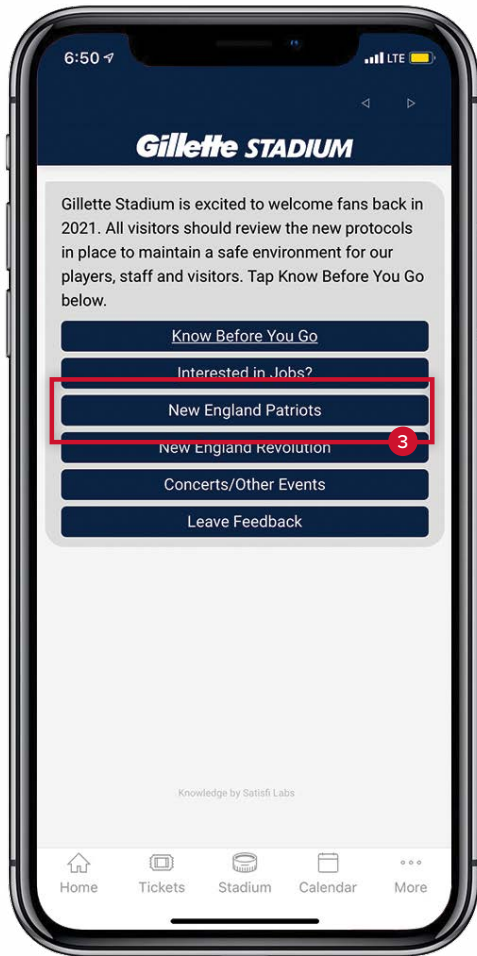 6:50 LTE
Gillette STADIUM
Gillette Stadium is excited to welcome fans back in
2021. All visitors should review the new protocols
in place to maintain a safe environment for our
players, staff and visitors. Tap Know Before You Go
below.
Know Before You Go
Interested in Jobs?
New England Patriots
3
New England Revolution
Concerts/Other Events
Leave Feedback
Knowledge by Satisfi Labs
Home Tickets Stadium Calendar More